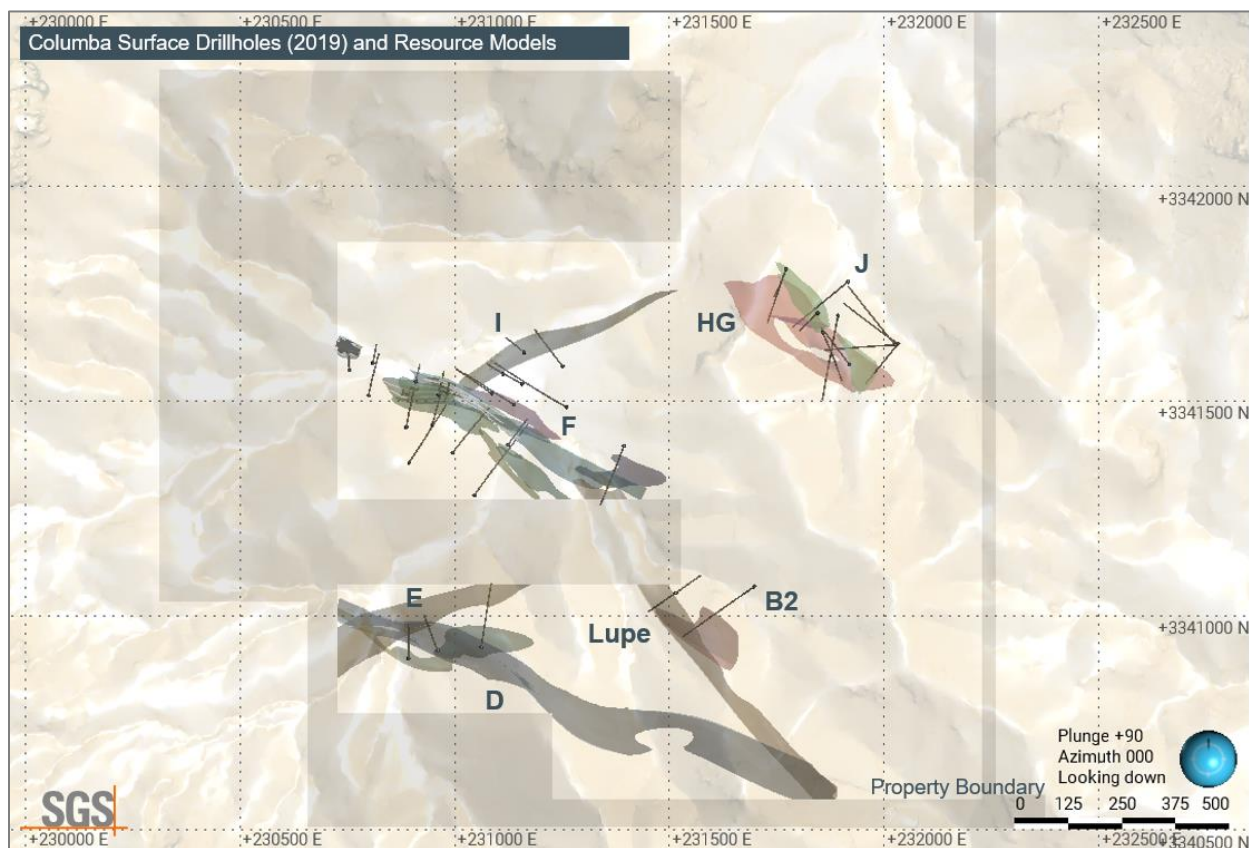 +230000 E
+230500 E
+231000 E
+231500 E
+232000 E
+232500 E
Columba Surface Drillholes (2019) and Resource Models
+3342000 N
J
I
HG
+3341500 N
F
E
B2
+3341000 N
Lupe
D
Plunge +90
Azimuth 000
Looking down
Property Boundary
0 125 250 375 500
SGS
+230000 E
+230500 E
+231000 E
+231500 E
+232000 E
+232500 E
+3340500 N